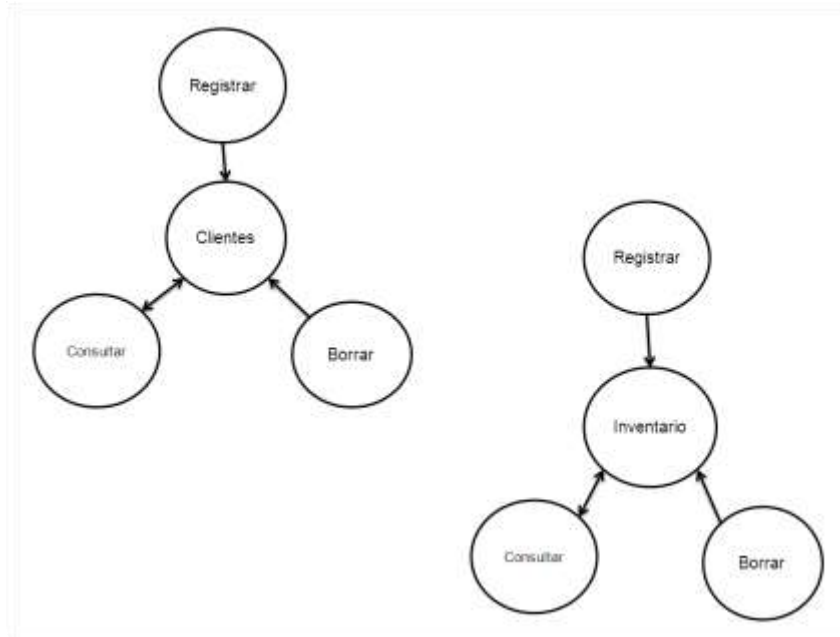 Registrar
Clientes
Consultar
Borrar
Registrar
Inventario
Consultar
Borrar